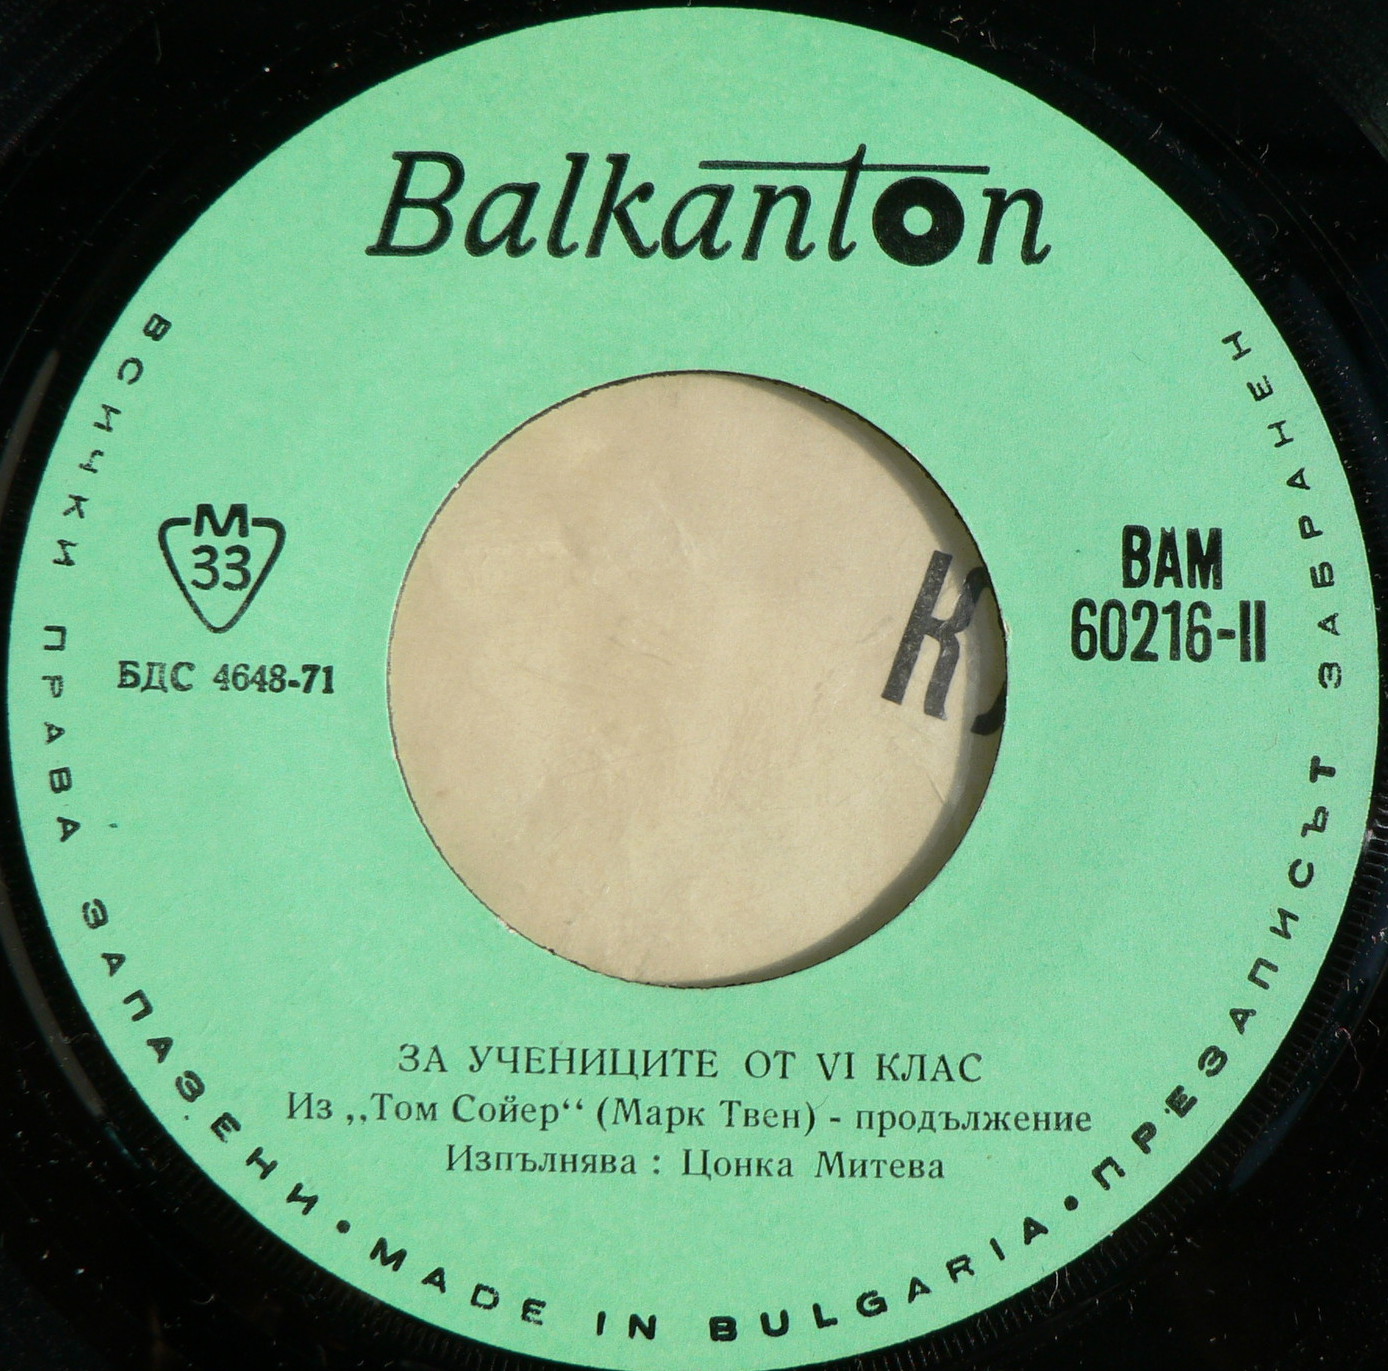 Balkanton
М
33
БДС 4648-71
ВАМ
60216-II
ЗА УЧЕНИЦИТЕ ОТ VI КЛАС
Из „Том Сойер“ (Марк Твен) - продължение
Изпълнява : Цонка Митева
ВСИЧКИ ПРАВА ЗАПАЗЕНИ • MADE IN BULGARIA • ПРЕЗАПИСЪТ ЗАБРАНЕН